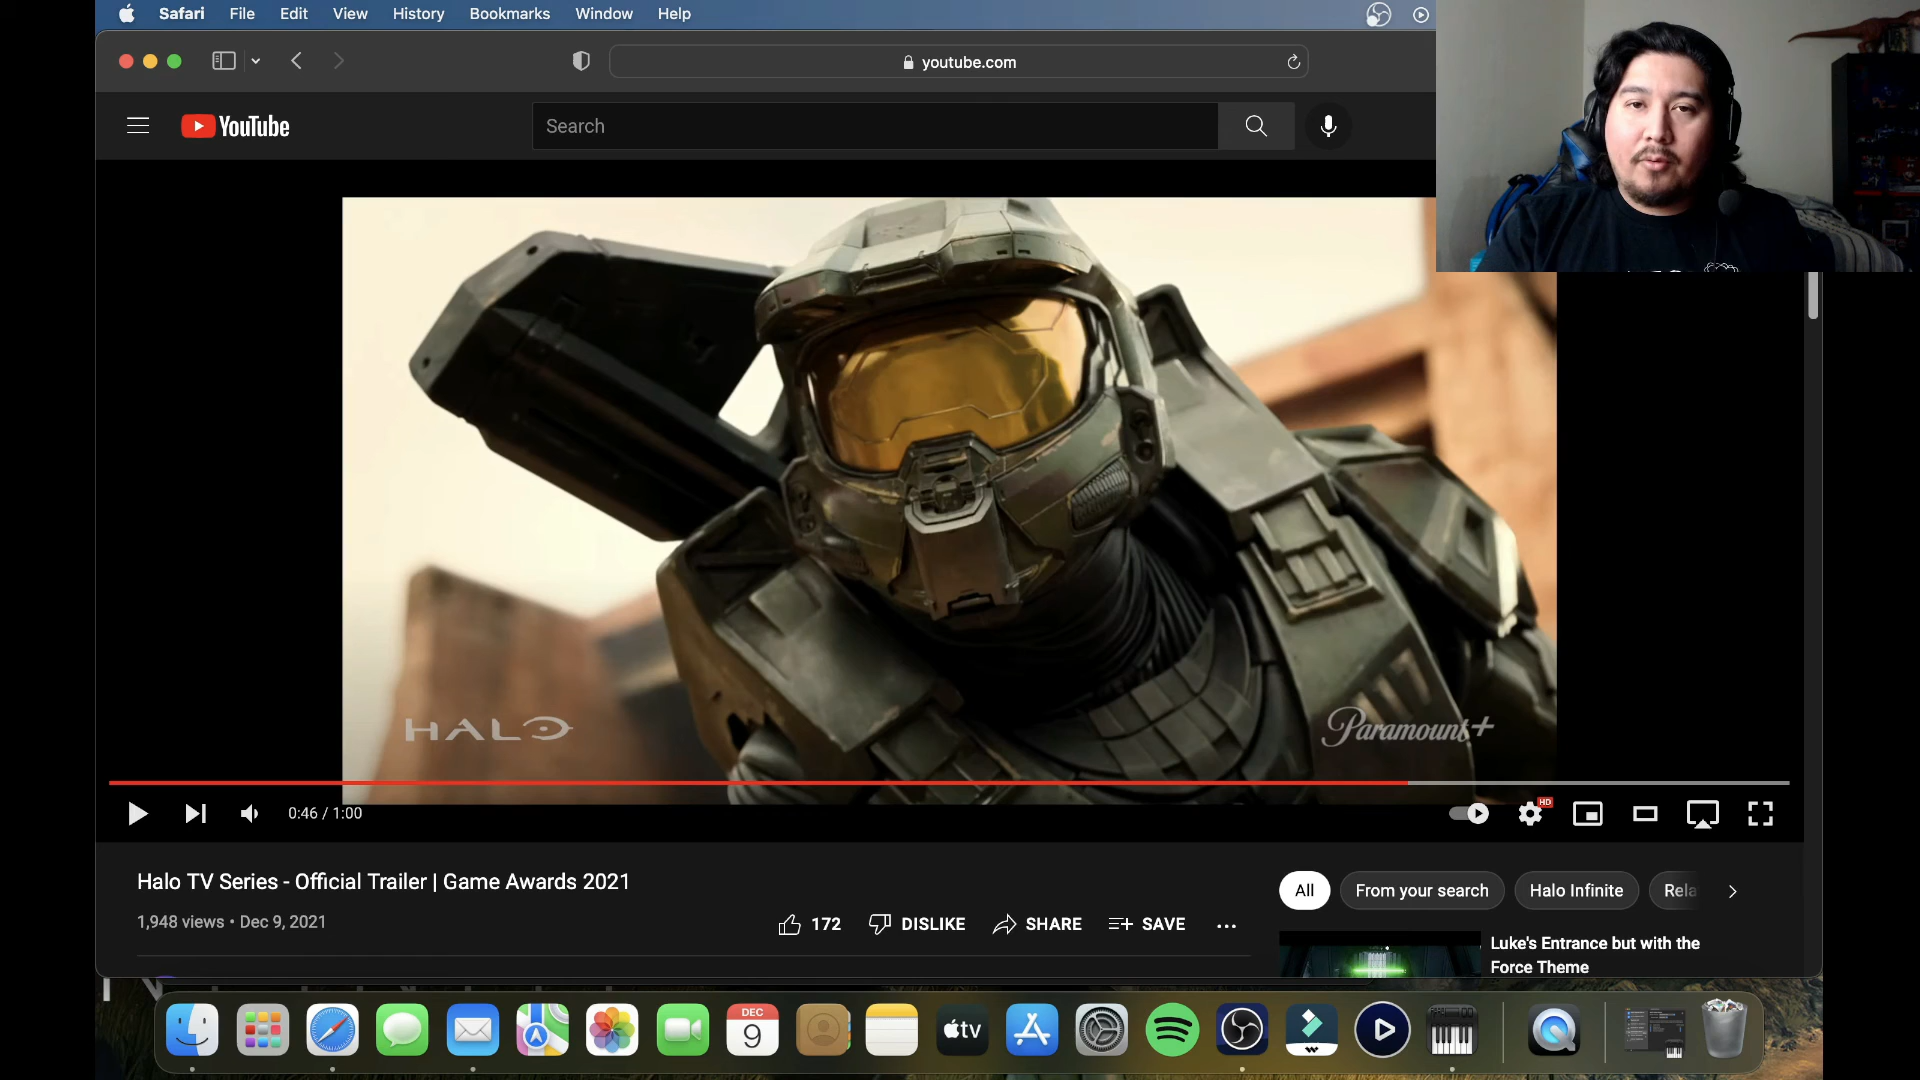 Safari File Edit View History Bookmarks Window Help
youtube.com
YouTube
Search
HALO
Paramount+
0:46 / 1:00
HD
Halo TV Series - Official Trailer | Game Awards 2021
1,948 views • Dec 9, 2021
172 DISLIKE SHARE SAVE
All From your search Halo Infinite Rela
Luke's Entrance but with the
Force Theme
DEC
9
tv